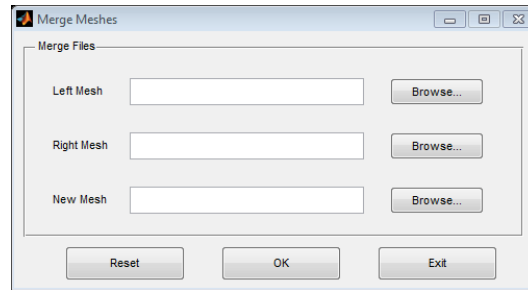 Merge Meshes
Merge Files
Left Mesh Browse...
Right Mesh Browse...
New Mesh Browse...
Reset OK Exit